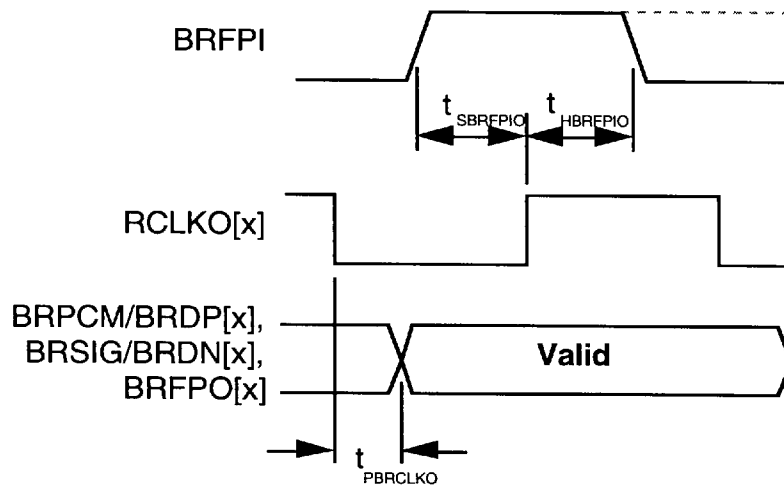 BRFPI
t SBRFPIO t HBRFPIO
RCLKO[x]
BRPCM/BRDP[x],
BRSIG/BRDN[x],
BRFPO[x]
Valid
t PBRCLKO